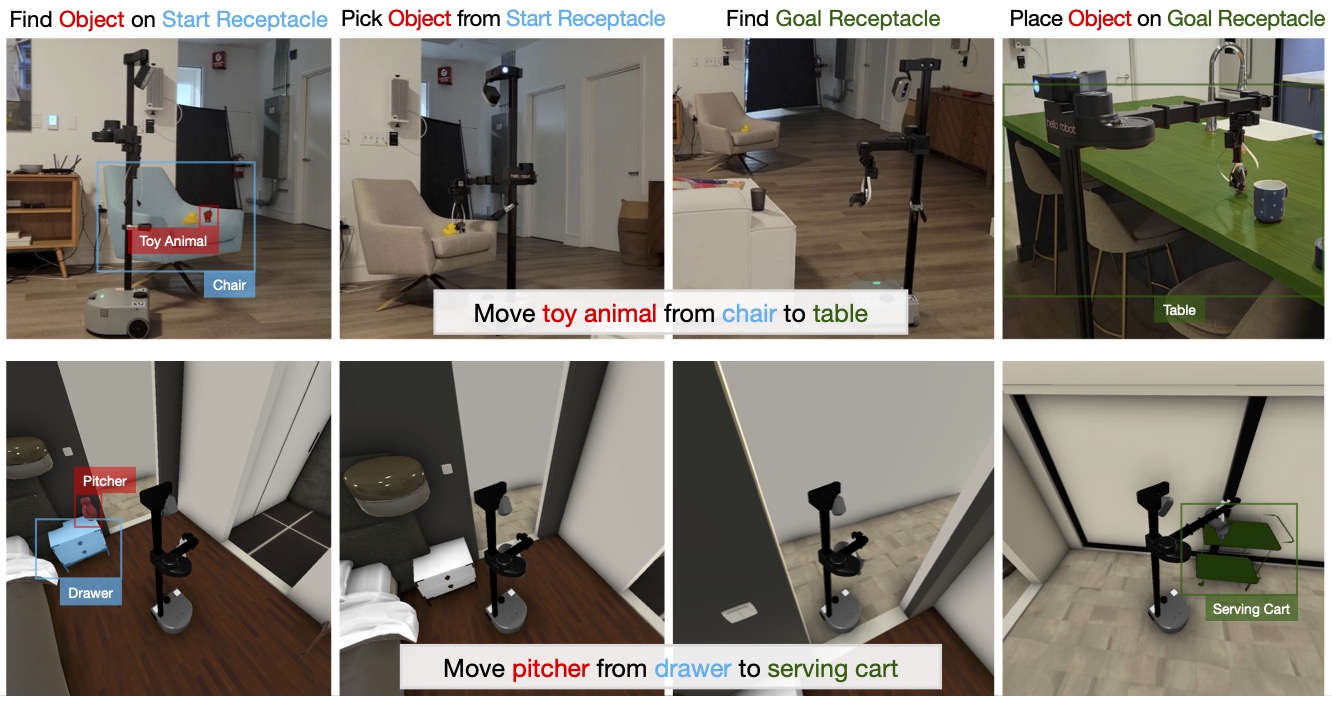 Find Object on Start Receptacle
Pick Object from Start Receptacle
Find Goal Receptacle
Place Object on Goal Receptacle
Toy Animal
Chair
hello robot
hello robot
Table
Move toy animal from chair to table
Pitcher
Drawer
Serving Cart
Move pitcher from drawer to serving cart